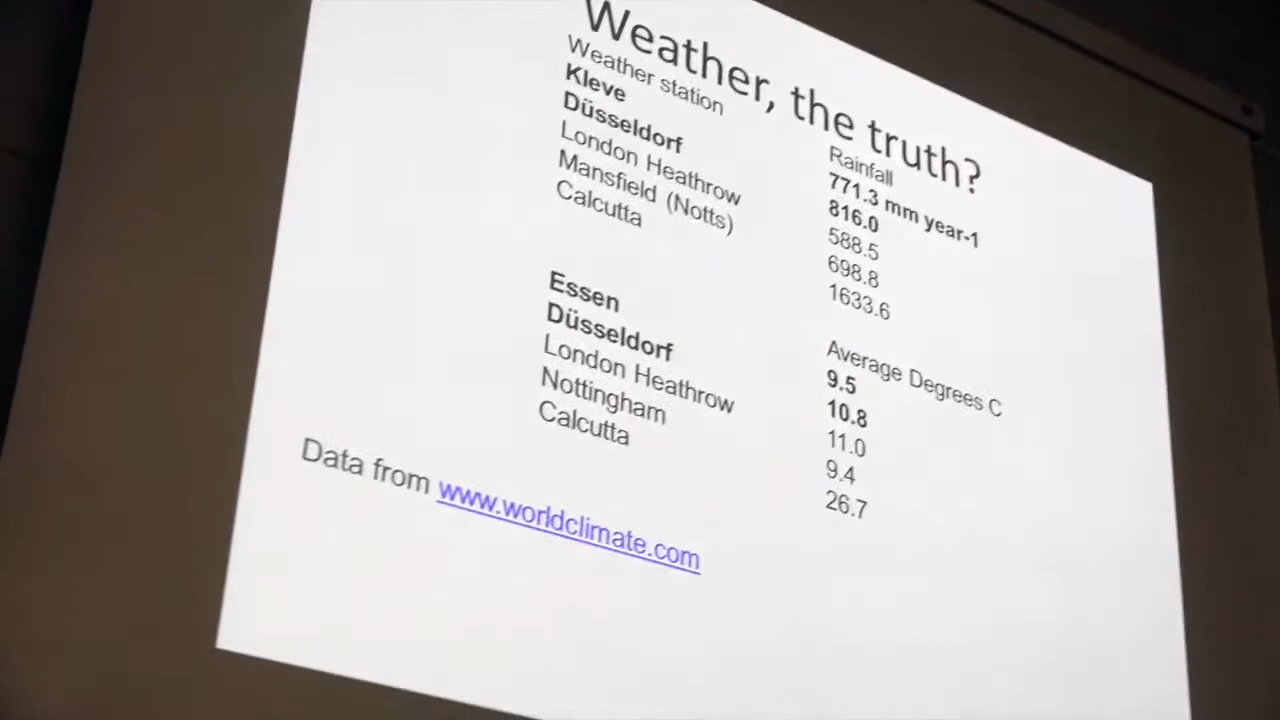 Weather, the truth?
Weather station Rainfall
Kleve 771.3 mm year-1
Düsseldorf 816.0
London Heathrow 588.5
Mansfield (Notts) 698.8
Calcutta 1633.6
Average Degrees C
Essen 9.5
Düsseldorf 10.8
London Heathrow 11.0
Nottingham 9.4
Calcutta 26.7
Data from www.worldclimate.com